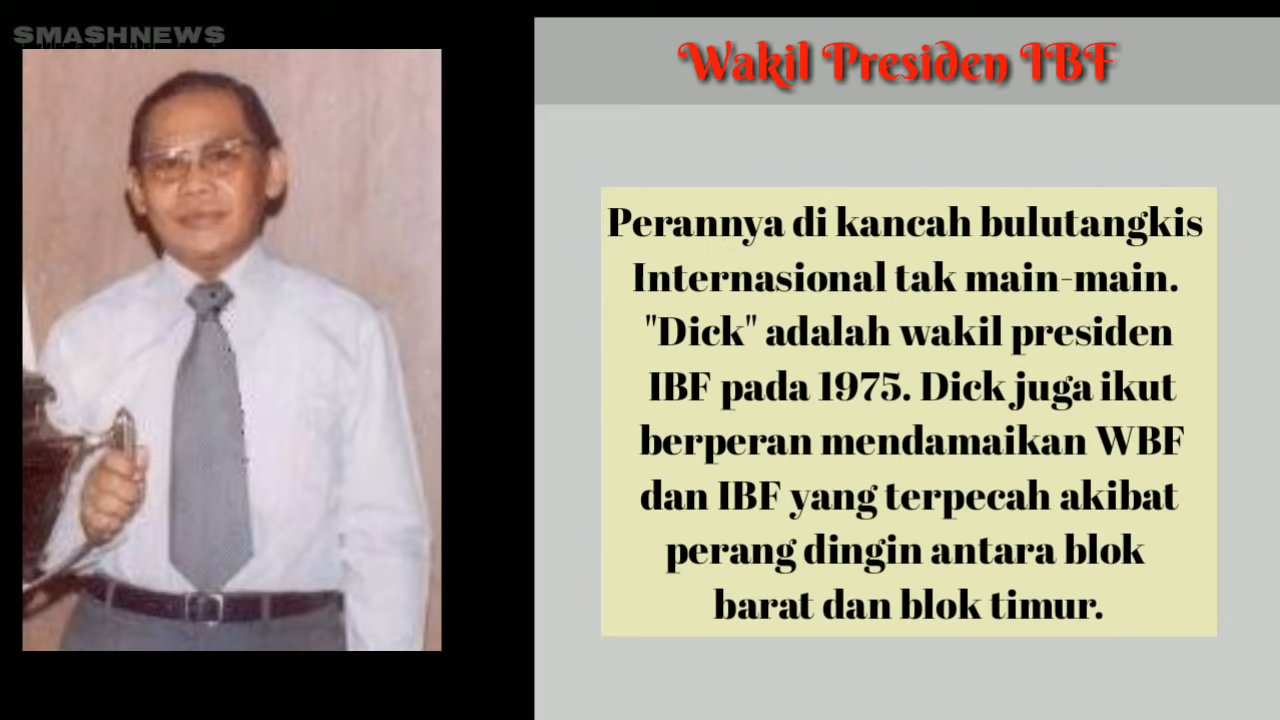 SMASHNEWS
Wakil Presiden IBF
Perannya di kancah bulutangkis
Internasional tak main-main.
"Dick" adalah wakil presiden
IBF pada 1975. Dick juga ikut
berperan mendamaikan WBF
dan IBF yang terpecah akibat
perang dingin antara blok
barat dan blok timur.